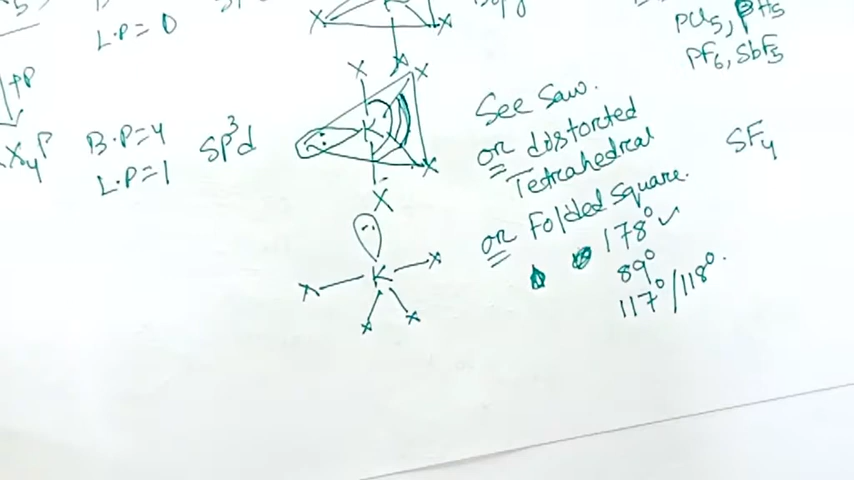 L.P=0
PCl5, PH5
PF6, SbF5
X X
X
K
X
+P
X4P
B.P=4
L.P=1
SP³d
X
X
K
X
X
See Saw.
or distorted
Tetrahedral
or Folded Square.
178° ✓
89°
117°/118°.
SF4
K
X
X
X
X